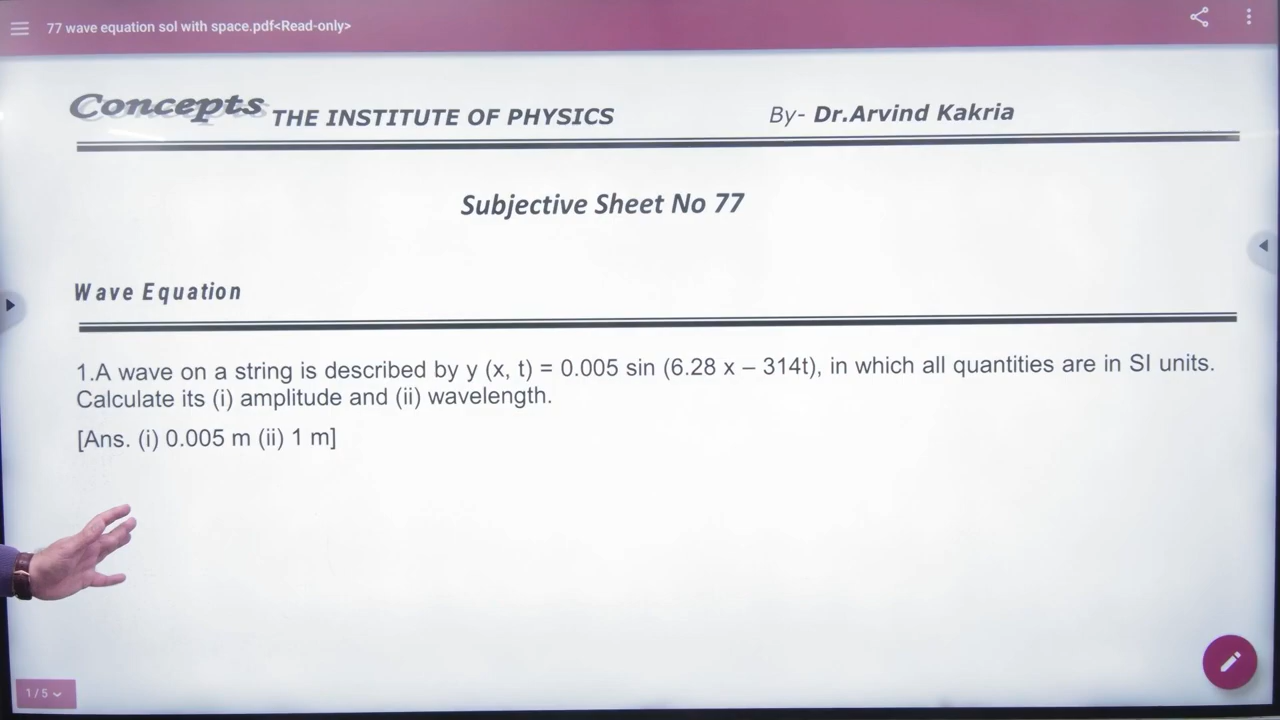 77 wave equation sol with space.pdf<Read-only>
Concepts THE INSTITUTE OF PHYSICS By- Dr.Arvind Kakria
Subjective Sheet No 77
Wave Equation
1.A wave on a string is described by y (x, t) = 0.005 sin (6.28 x – 314t), in which all quantities are in SI units.
Calculate its (i) amplitude and (ii) wavelength.
[Ans. (i) 0.005 m (ii) 1 m]
1 / 5